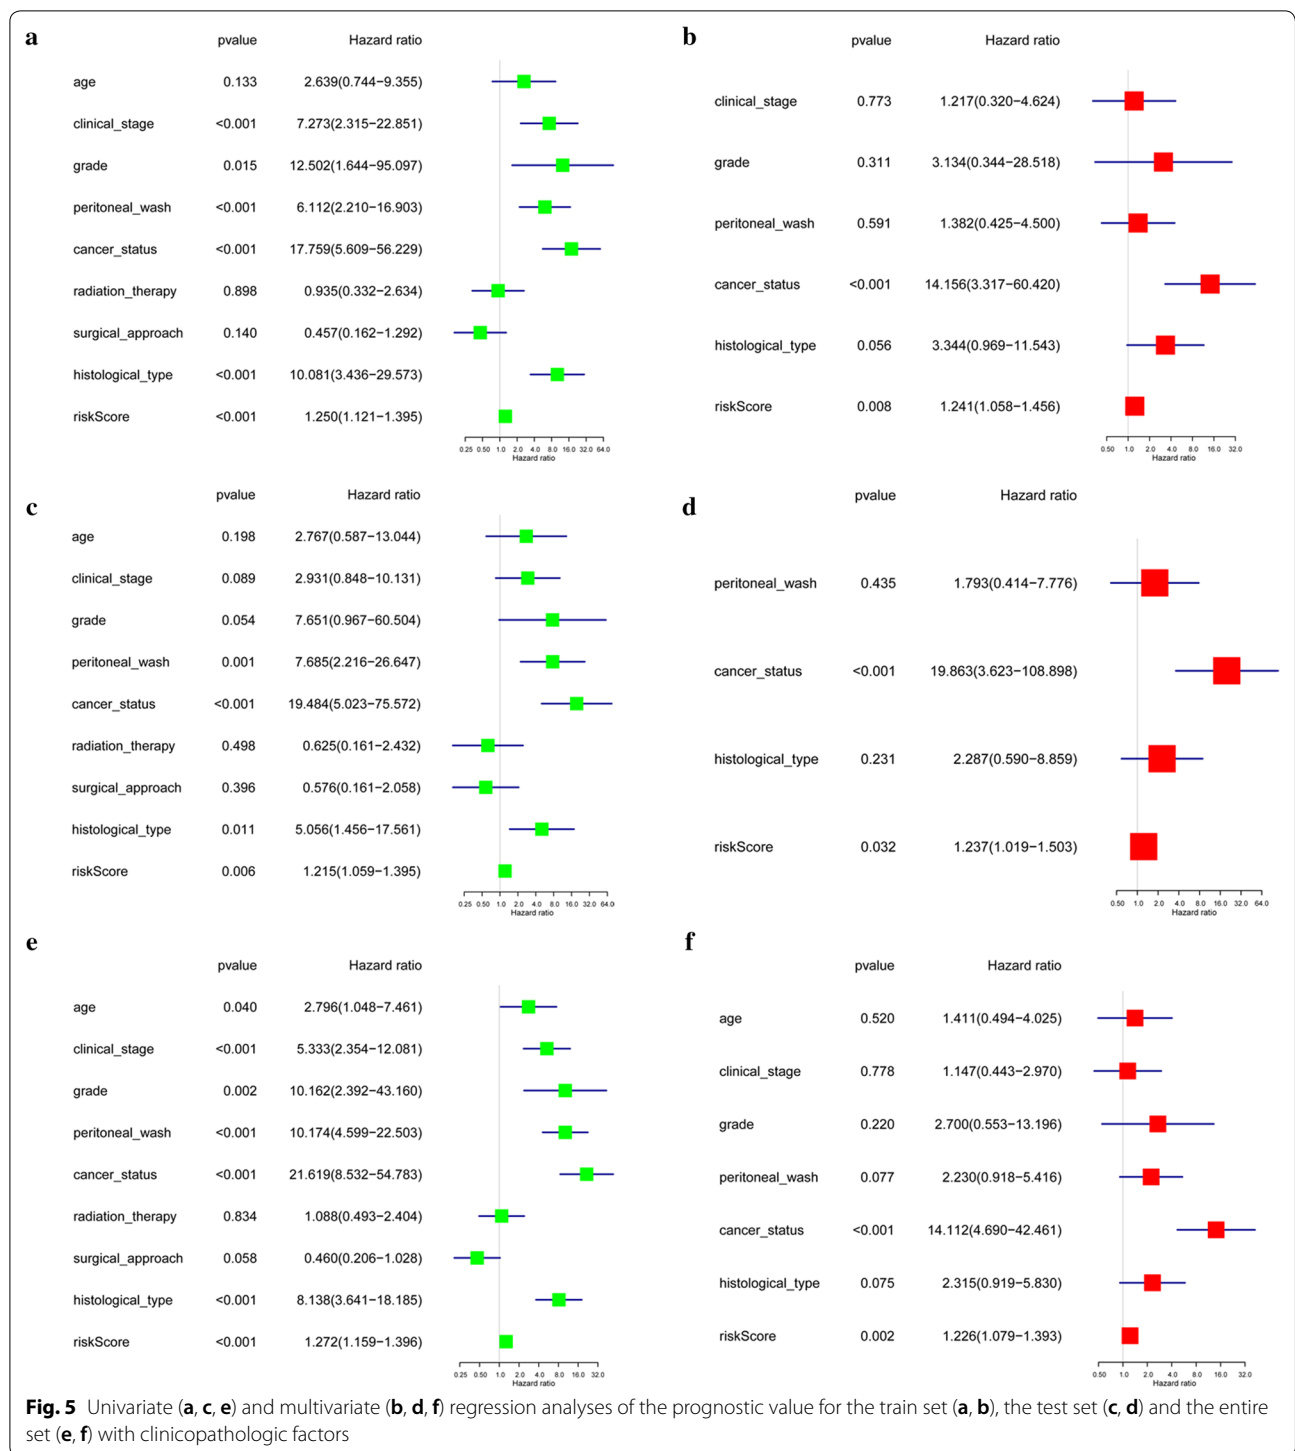 a
pvalue Hazard ratio
age 0.133 2.639(0.744−9.355)
clinical_stage <0.001 7.273(2.315−22.851)
grade 0.015 12.502(1.644−95.097)
peritoneal_wash <0.001 6.112(2.210−16.903)
cancer_status <0.001 17.759(5.609−56.229)
radiation_therapy 0.898 0.935(0.332−2.634)
surgical_approach 0.140 0.457(0.162−1.292)
histological_type <0.001 10.081(3.436−29.573)
riskScore <0.001 1.250(1.121−1.395)
0.25 0.50 1.0 2.0 4.0 8.0 16.0 32.0 64.0
Hazard ratio
b
pvalue Hazard ratio
clinical_stage 0.773 1.217(0.320−4.624)
grade 0.311 3.134(0.344−28.518)
peritoneal_wash 0.591 1.382(0.425−4.500)
cancer_status <0.001 14.156(3.317−60.420)
histological_type 0.056 3.344(0.969−11.543)
riskScore 0.008 1.241(1.058−1.456)
0.50 1.0 2.0 4.0 8.0 16.0 32.0
Hazard ratio
c
pvalue Hazard ratio
age 0.198 2.767(0.587−13.044)
clinical_stage 0.089 2.931(0.848−10.131)
grade 0.054 7.651(0.967−60.504)
peritoneal_wash 0.001 7.685(2.216−26.647)
cancer_status <0.001 19.484(5.023−75.572)
radiation_therapy 0.498 0.625(0.161−2.432)
surgical_approach 0.396 0.576(0.161−2.058)
histological_type 0.011 5.056(1.456−17.561)
riskScore 0.006 1.215(1.059−1.395)
0.25 0.50 1.0 2.0 4.0 8.0 16.0 32.0 64.0
Hazard ratio
d
pvalue Hazard ratio
peritoneal_wash 0.435 1.793(0.414−7.776)
cancer_status <0.001 19.863(3.623−108.898)
histological_type 0.231 2.287(0.590−8.859)
riskScore 0.032 1.237(1.019−1.503)
0.50 1.0 2.0 4.0 8.0 16.0 32.0 64.0
Hazard ratio
e
pvalue Hazard ratio
age 0.040 2.796(1.048−7.461)
clinical_stage <0.001 5.333(2.354−12.081)
grade 0.002 10.162(2.392−43.160)
peritoneal_wash <0.001 10.174(4.599−22.503)
cancer_status <0.001 21.619(8.532−54.783)
radiation_therapy 0.834 1.088(0.493−2.404)
surgical_approach 0.058 0.460(0.206−1.028)
histological_type <0.001 8.138(3.641−18.185)
riskScore <0.001 1.272(1.159−1.396)
0.25 0.50 1.0 2.0 4.0 8.0 16.0 32.0
Hazard ratio
f
pvalue Hazard ratio
age 0.520 1.411(0.494−4.025)
clinical_stage 0.778 1.147(0.443−2.970)
grade 0.220 2.700(0.553−13.196)
peritoneal_wash 0.077 2.230(0.918−5.416)
cancer_status <0.001 14.112(4.690−42.461)
histological_type 0.075 2.315(0.919−5.830)
riskScore 0.002 1.226(1.079−1.393)
0.50 1.0 2.0 4.0 8.0 16.0 32.0
Hazard ratio
Fig. 5 Univariate (a, c, e) and multivariate (b, d, f) regression analyses of the prognostic value for the train set (a, b), the test set (c, d) and the entire
set (e, f) with clinicopathologic factors